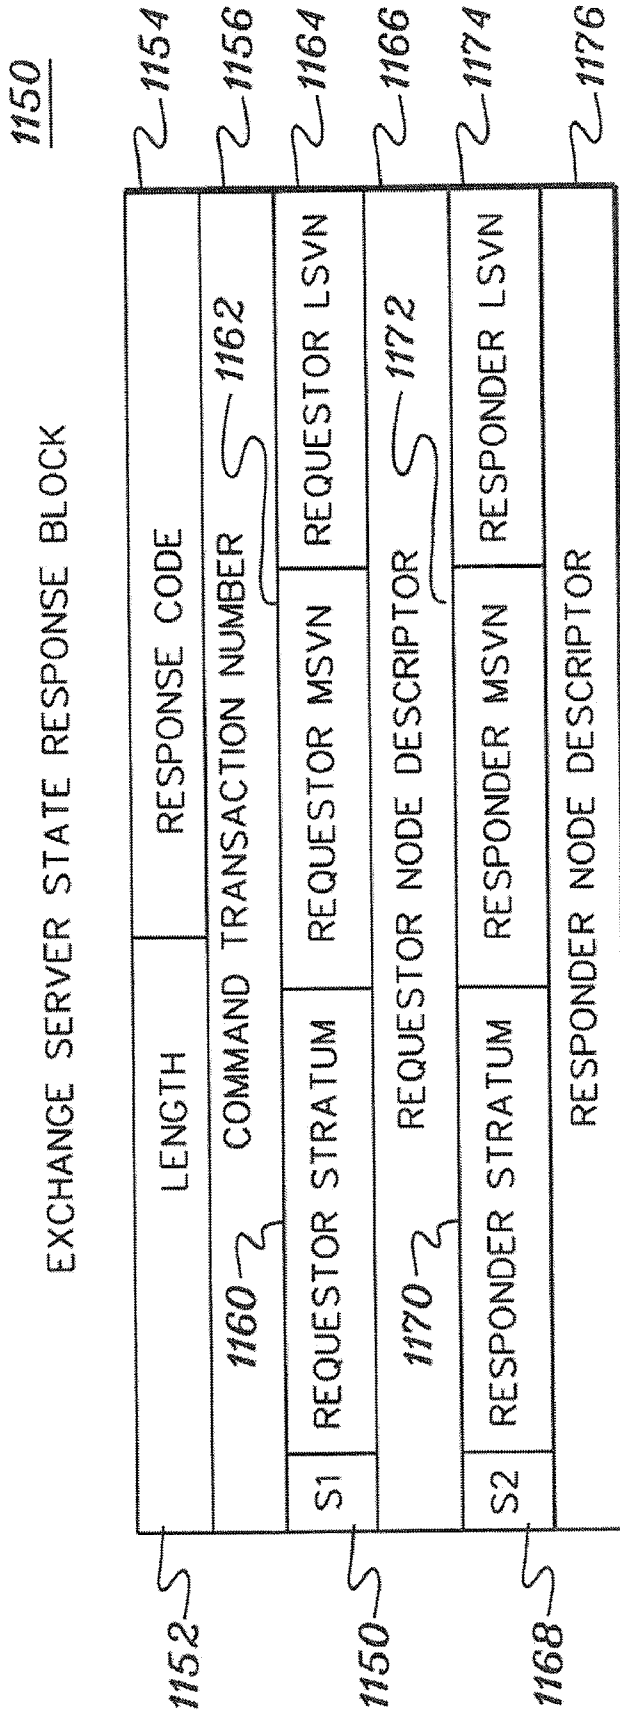 1150
EXCHANGE SERVER STATE RESPONSE BLOCK
1152 LENGTH RESPONSE CODE 1154
COMMAND TRANSACTION NUMBER 1156
1160 1162
1150 S1 REQUESTOR STRATUM REQUESTOR MSVN REQUESTOR LSVN 1164
REQUESTOR NODE DESCRIPTOR 1166
1170 1172
1168 S2 RESPONDER STRATUM RESPONDER MSVN RESPONDER LSVN 1174
RESPONDER NODE DESCRIPTOR 1176